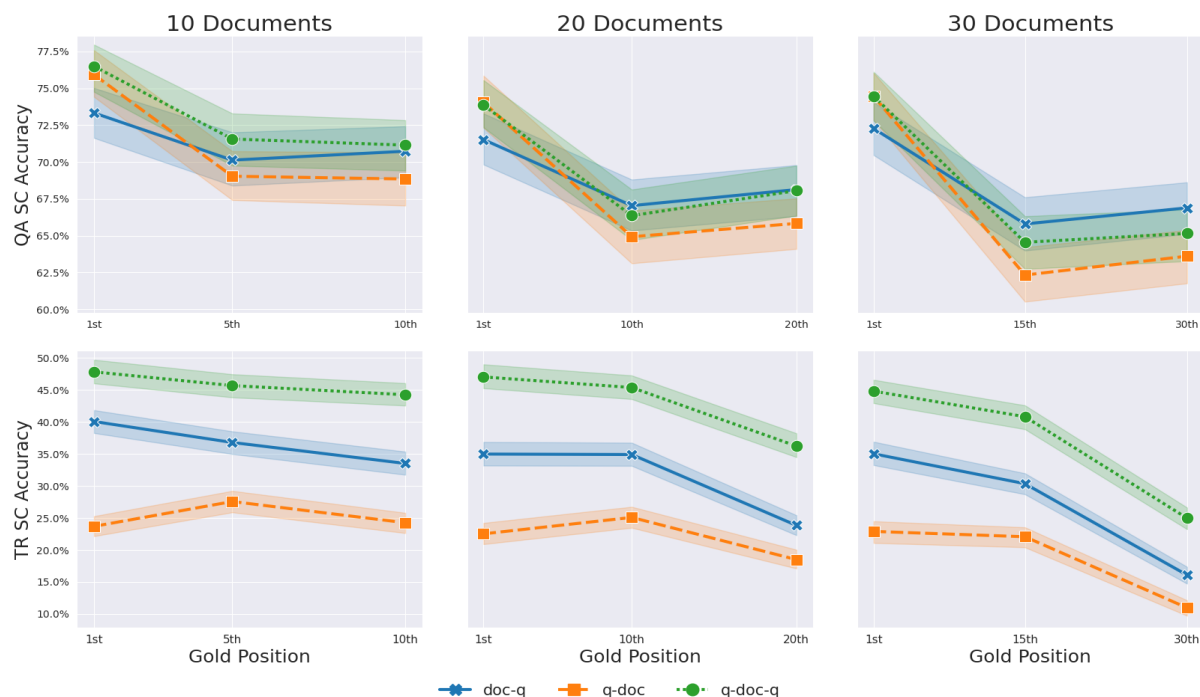 10 Documents 20 Documents 30 Documents
QA SC Accuracy
77.5%
75.0%
72.5%
70.0%
67.5%
65.0%
62.5%
60.0%
1st 5th 10th 1st 10th 20th 1st 15th 30th
TR SC Accuracy
50.0%
45.0%
40.0%
35.0%
30.0%
25.0%
20.0%
15.0%
10.0%
1st 5th 10th 1st 10th 20th 1st 15th 30th
Gold Position Gold Position Gold Position
doc-q q-doc q-doc-q